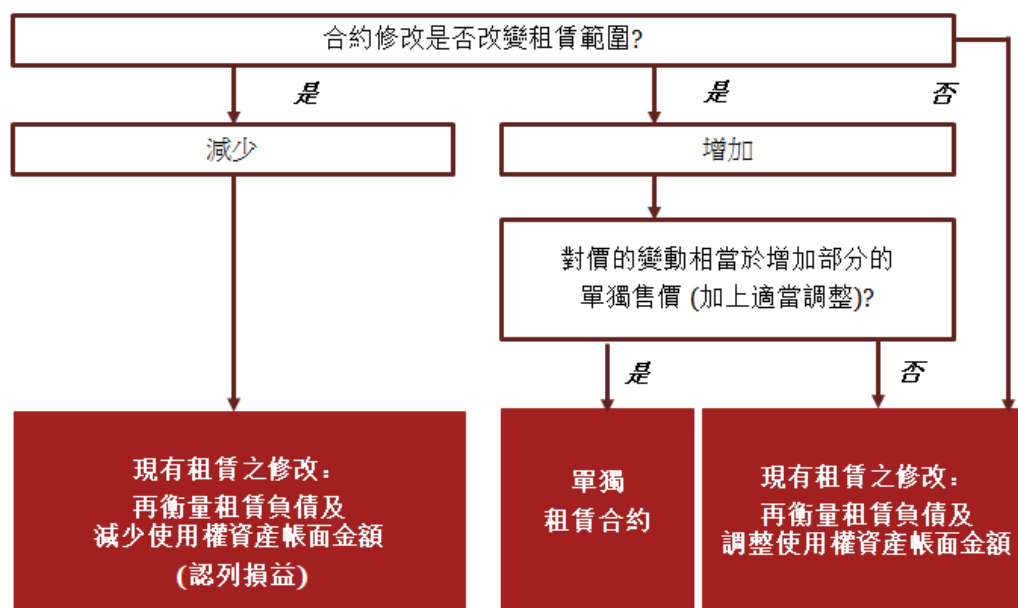 合約修改是否改變租賃範圍?
是
是
否
減少
增加
對價的變動相當於增加部分的
單獨售價 (加上適當調整)?
是
否
現有租賃之修改：
再衡量租賃負債及
減少使用權資產帳面金額
(認列損益)
單獨
租賃合約
現有租賃之修改：
再衡量租賃負債及
調整使用權資產帳面金額